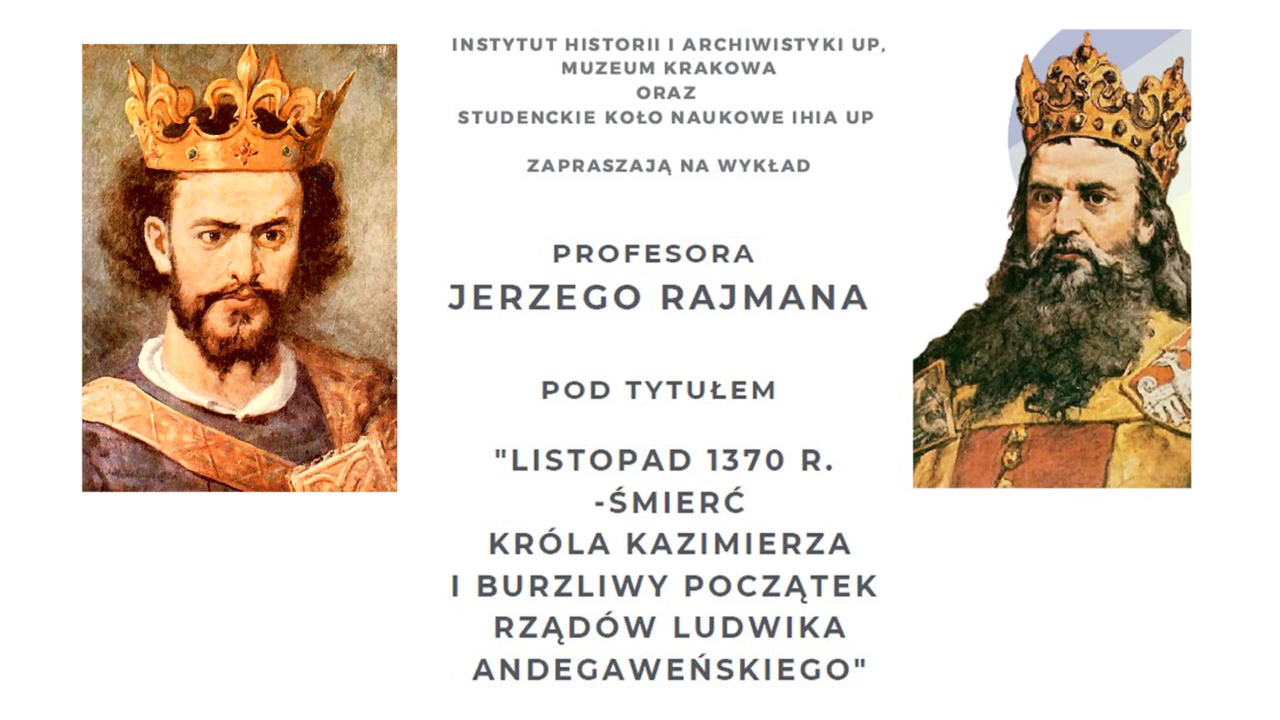 INSTYTUT HISTORII I ARCHIWISTYKI UP,
MUZEUM KRAKOWA
ORAZ
STUDENCKIE KOŁO NAUKOWE IHIA UP
ZAPRASZAJĄ NA WYKŁAD
PROFESORA
JERZEGO RAJMANA
POD TYTUŁEM
"LISTOPAD 1370 R.
-ŚMIERĆ
KRÓLA KAZIMIERZA
I BURZLIWY POCZĄTEK
RZĄDÓW LUDWIKA
ANDEGAWEŃSKIEGO"